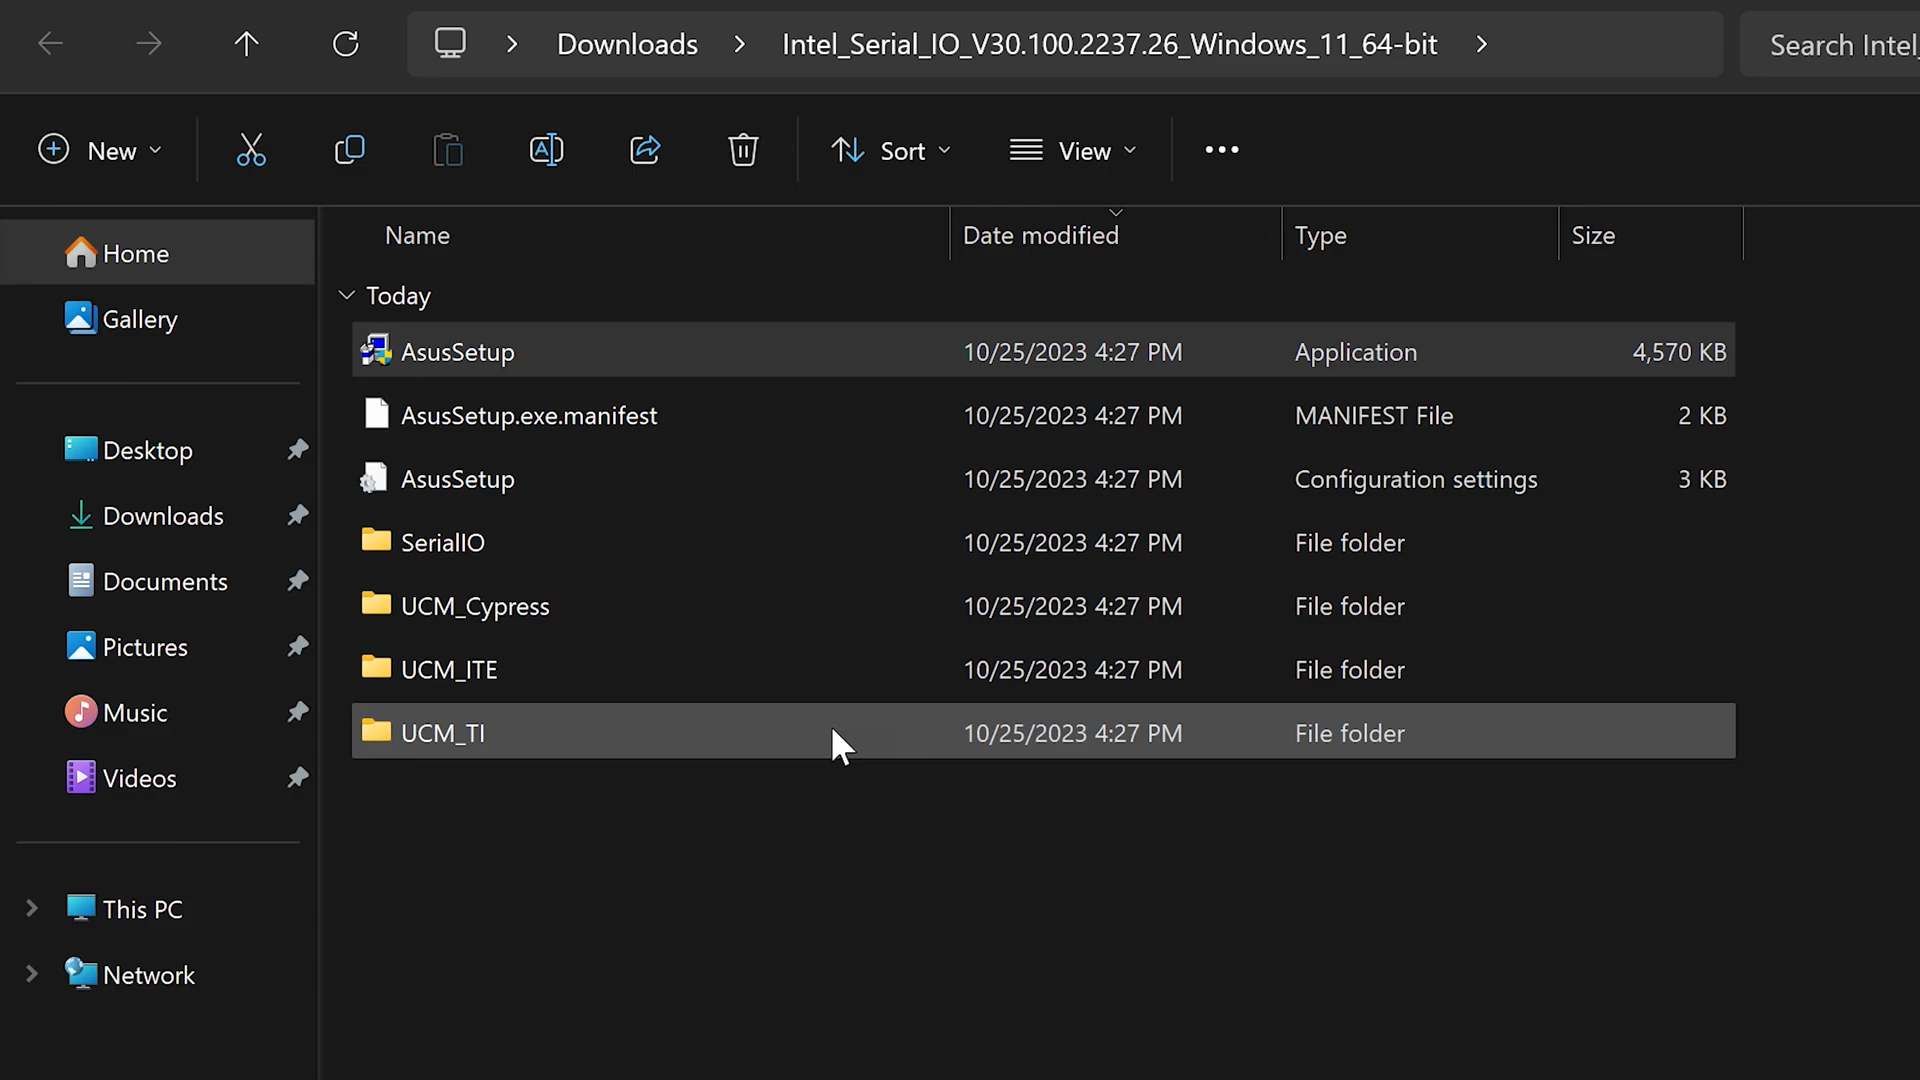 Downloads Intel_Serial_IO_V30.100.2237.26_Windows_11_64-bit Search Intel_
New Sort View
Name Date modified Type Size
Home
Gallery
Desktop
Downloads
Documents
Pictures
Music
Videos
This PC
Network
Today
AsusSetup 10/25/2023 4:27 PM Application 4,570 KB
AsusSetup.exe.manifest 10/25/2023 4:27 PM MANIFEST File 2 KB
AsusSetup 10/25/2023 4:27 PM Configuration settings 3 KB
SerialIO 10/25/2023 4:27 PM File folder
UCM_Cypress 10/25/2023 4:27 PM File folder
UCM_ITE 10/25/2023 4:27 PM File folder
UCM_TI 10/25/2023 4:27 PM File folder